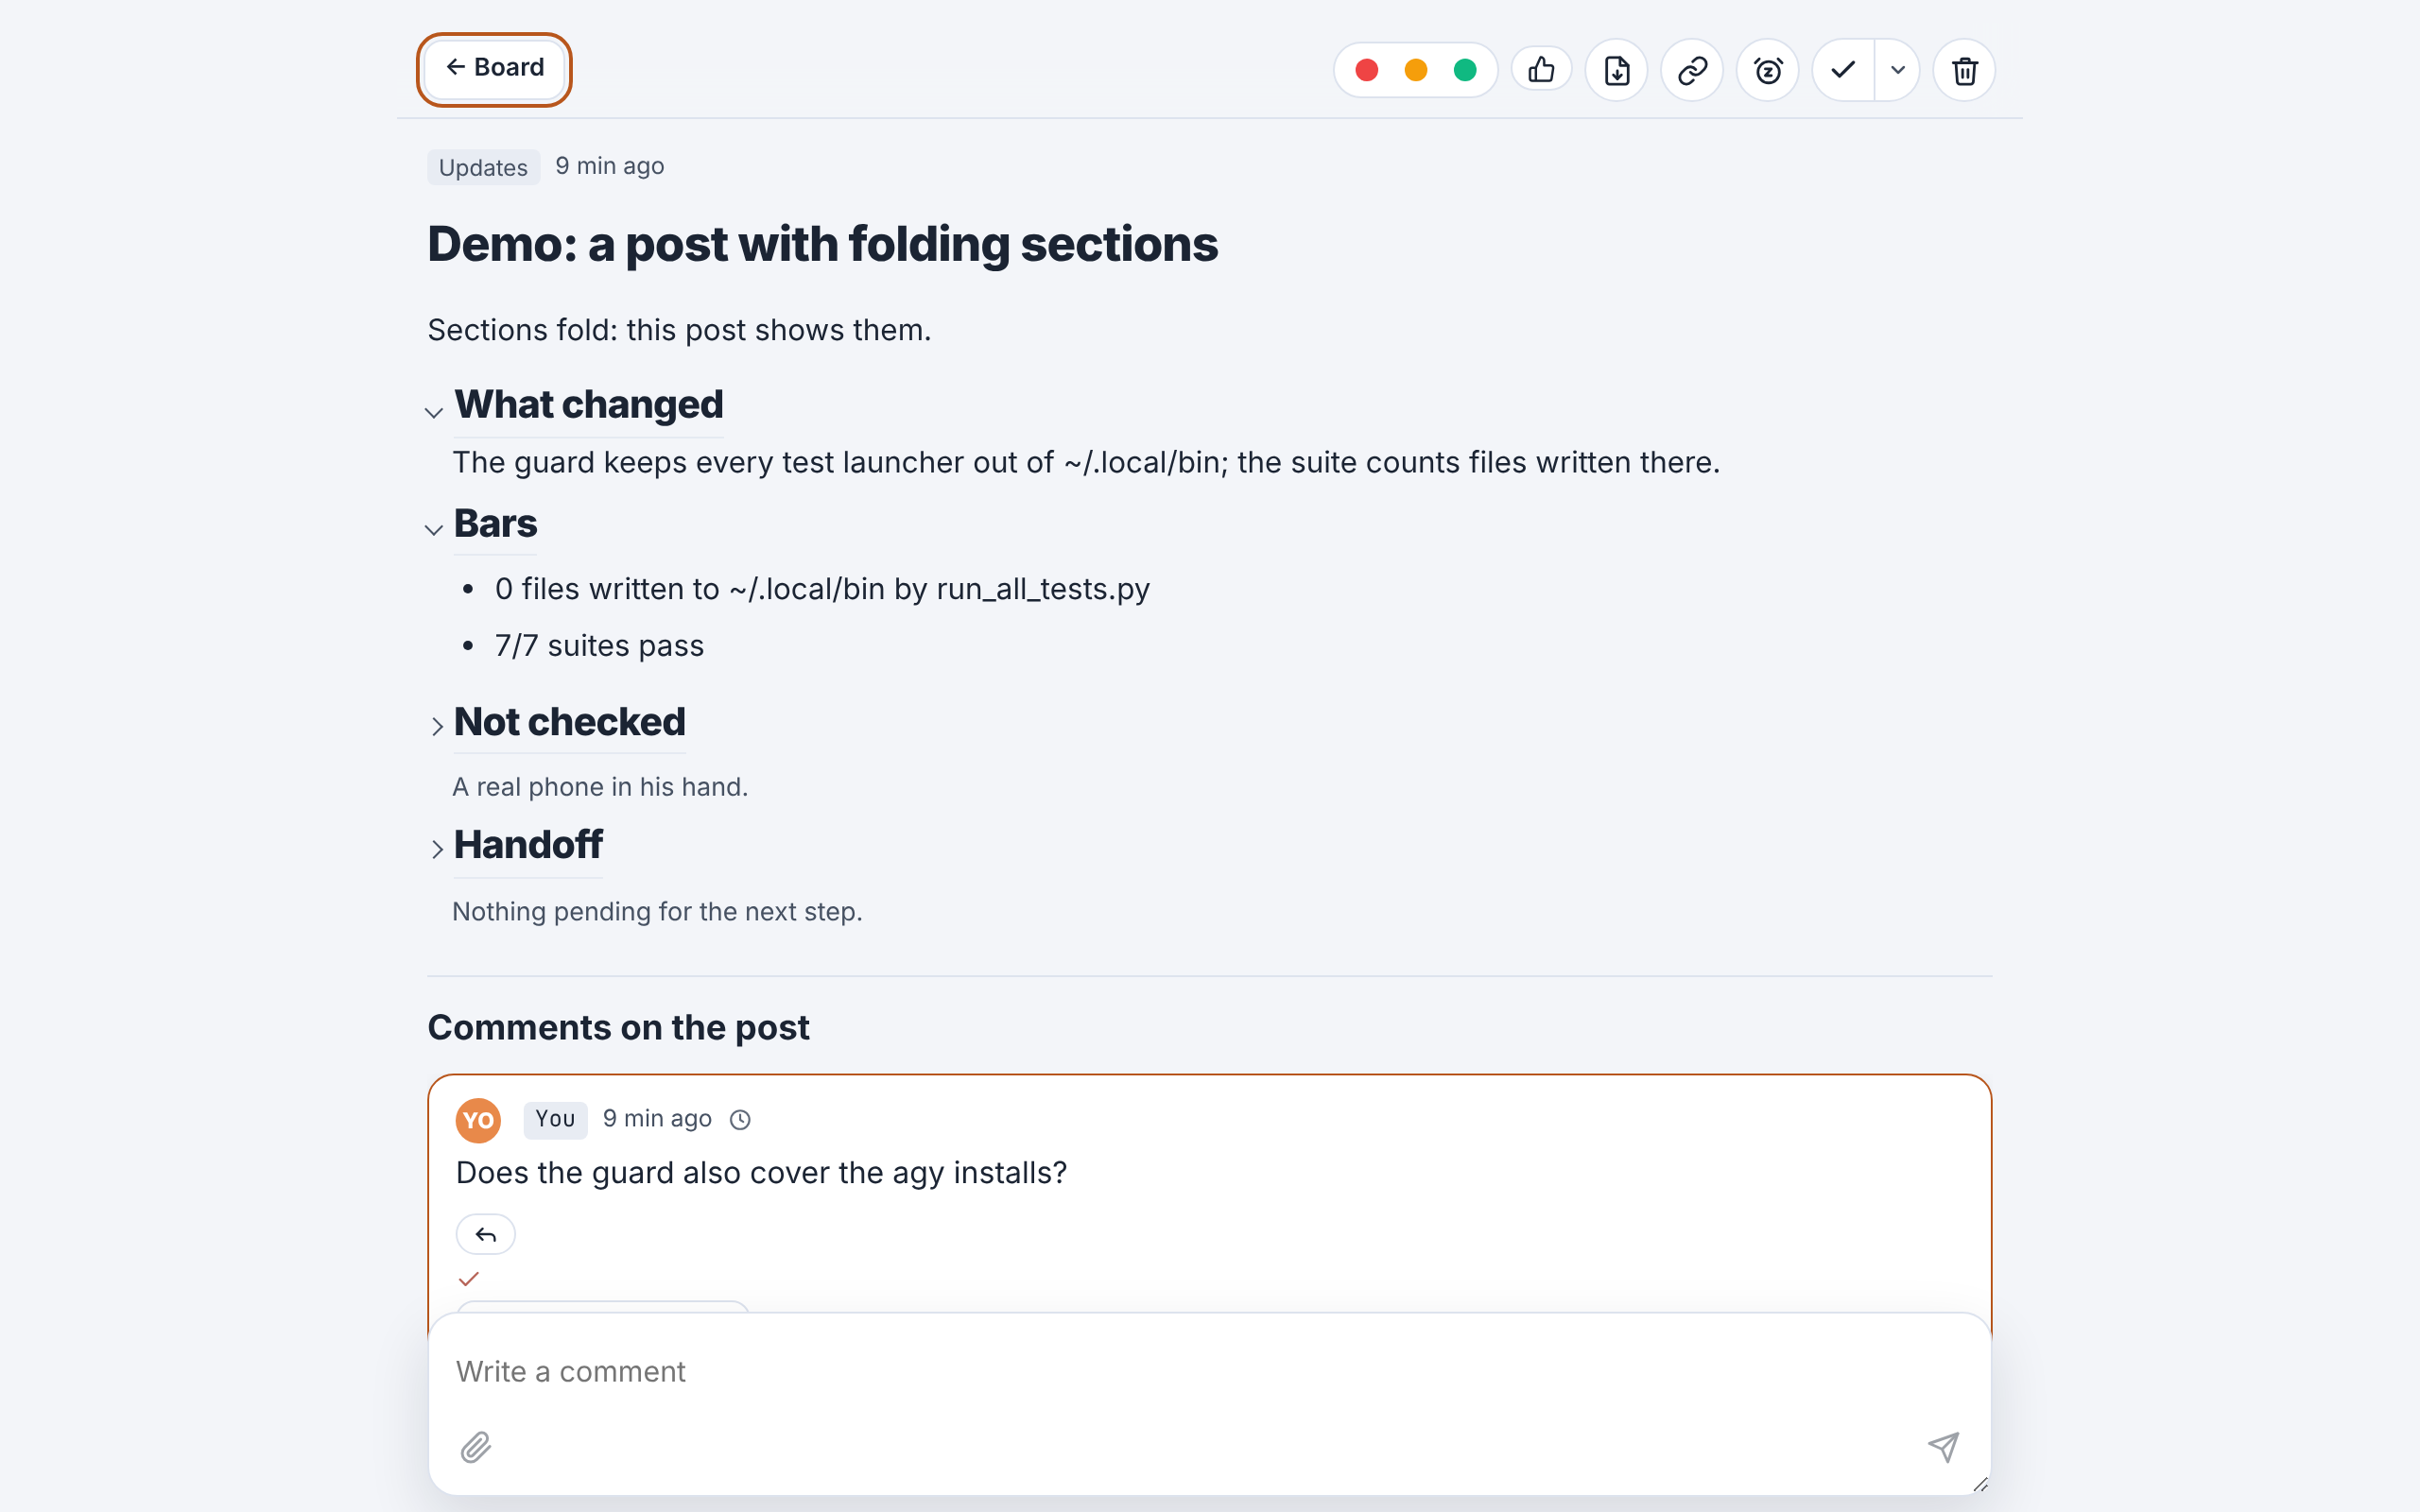 ← Board
Updates 9 min ago
Demo: a post with folding sections
Sections fold: this post shows them.
What changed
The guard keeps every test launcher out of ~/.local/bin; the suite counts files written there.
Bars
• 0 files written to ~/.local/bin by run_all_tests.py
• 7/7 suites pass
Not checked
A real phone in his hand.
Handoff
Nothing pending for the next step.
Comments on the post
YO You 9 min ago
Does the guard also cover the agy installs?
Write a comment